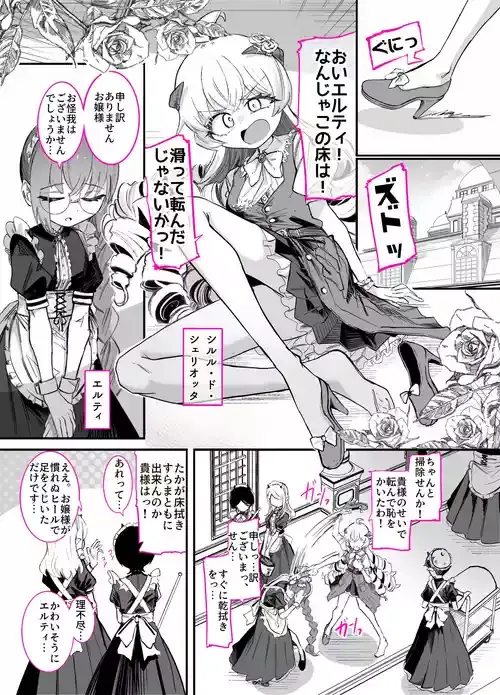 ぐにっ
ズドッ
おいエルティ！
なんじゃこの床は！
滑って転んだ
じゃないかっ！
申し訳
ありません
お嬢様
お怪我は
ございません
でしょうか…
シルル・ド・
シェリオッタ
エルティ
ちゃんと
掃除せんか！
貴様のせいで
転んで恥を
かいたわ！
ガミッ
申しっ…訳
ございまっ、
せん…
すぐに乾拭き
をっ…
ガミッ
たかが床拭き
すらまともに
出来んのか
貴様はっ！
あれって…
ええ。お嬢様が
慣れぬヒールで
足をくじいた
だけです…
理不尽…
かわいそうに
エルティ…